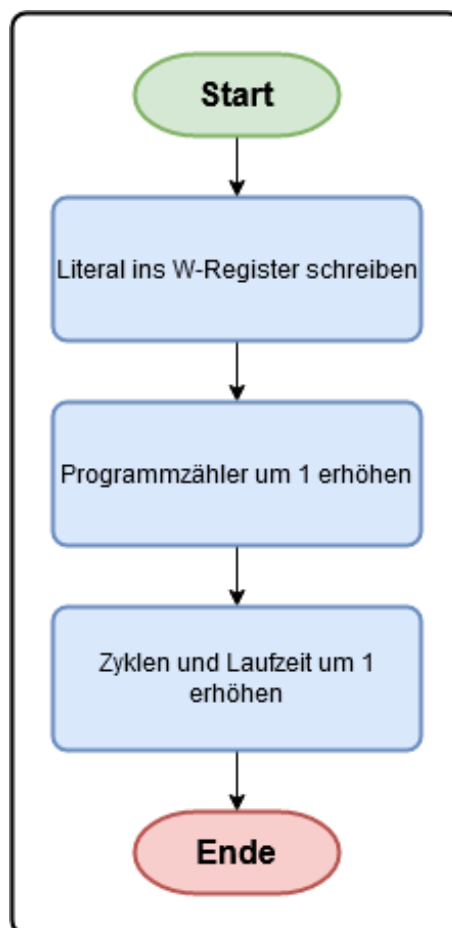 Start
Literal ins W-Register schreiben
Programmzähler um 1 erhöhen
Zyklen und Laufzeit um 1
erhöhen
Ende